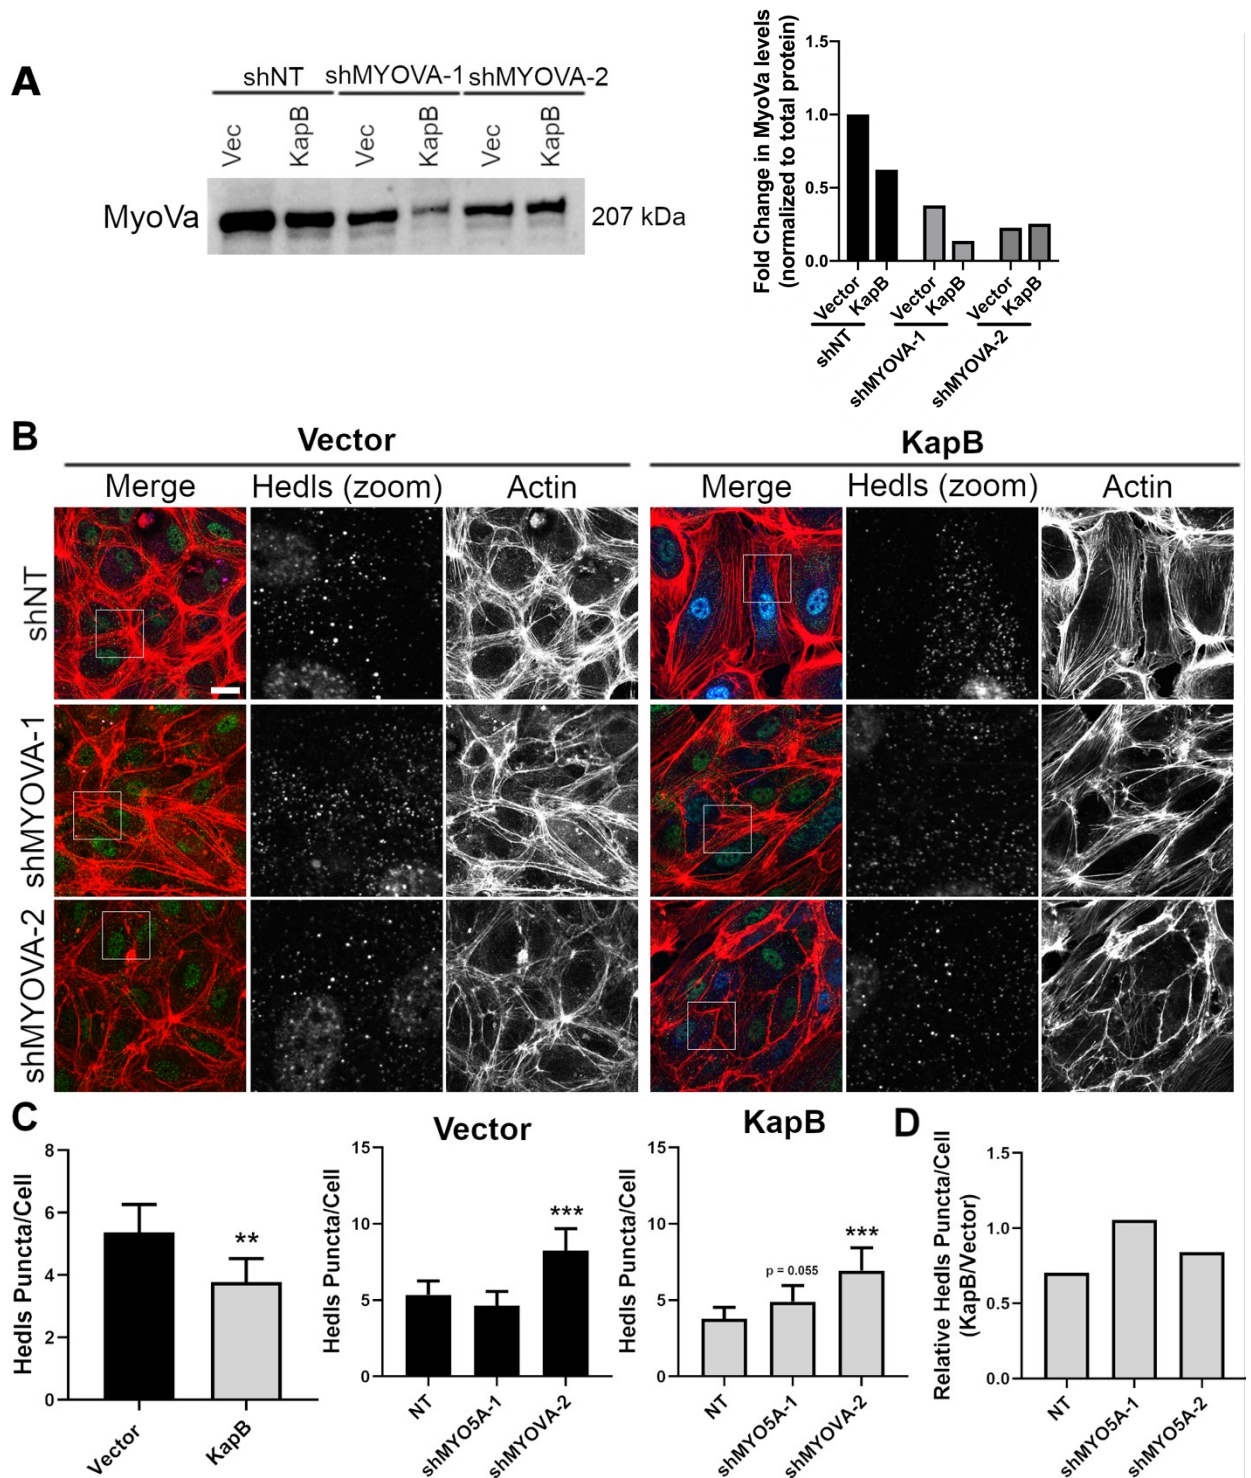 A
shNT shMYOVA-1 shMYOVA-2
Vec KapB Vec KapB Vec KapB
MyoVa 207 kDa
Fold Change in MyoVa levels
(normalized to total protein)
1.5
1.0
0.5
0.0
Vector KapB Vector KapB Vector KapB
shNT shMYOVA-1 shMYOVA-2
B
Vector KapB
Merge Hedls (zoom) Actin Merge Hedls (zoom) Actin
shNT
shMYOVA-1
shMYOVA-2
C
Hedls Puncta/Cell
8
6
4
2
0
**
Vector KapB
Vector
Hedls Puncta/Cell
15
10
5
0
***
NT shMYO5A-1 shMYOVA-2
KapB
Hedls Puncta/Cell
15
10
5
0
p = 0.055 ***
NT shMYO5A-1 shMYOVA-2
D
Relative Hedls Puncta/Cell
(KapB/Vector)
1.5
1.0
0.5
0.0
NT shMYO5A-1 shMYO5A-2